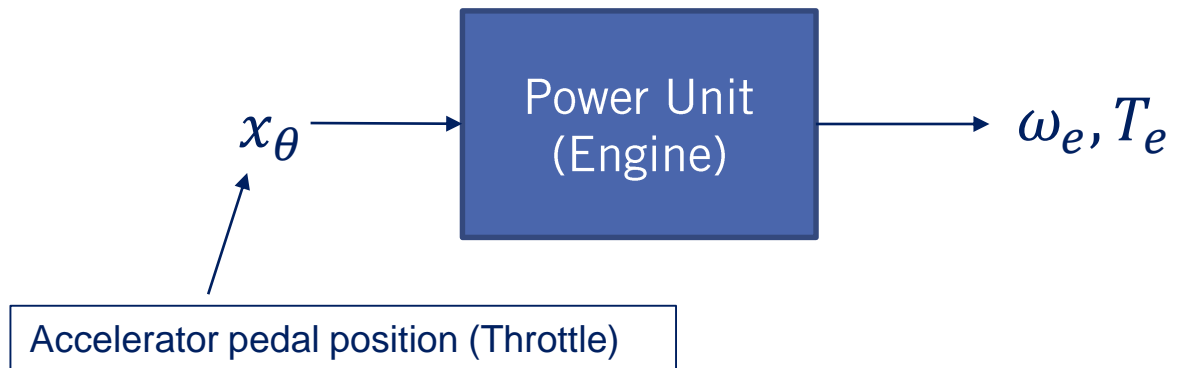 Power Unit
(Engine)
x_θ
ω_e, T_e
Accelerator pedal position (Throttle)